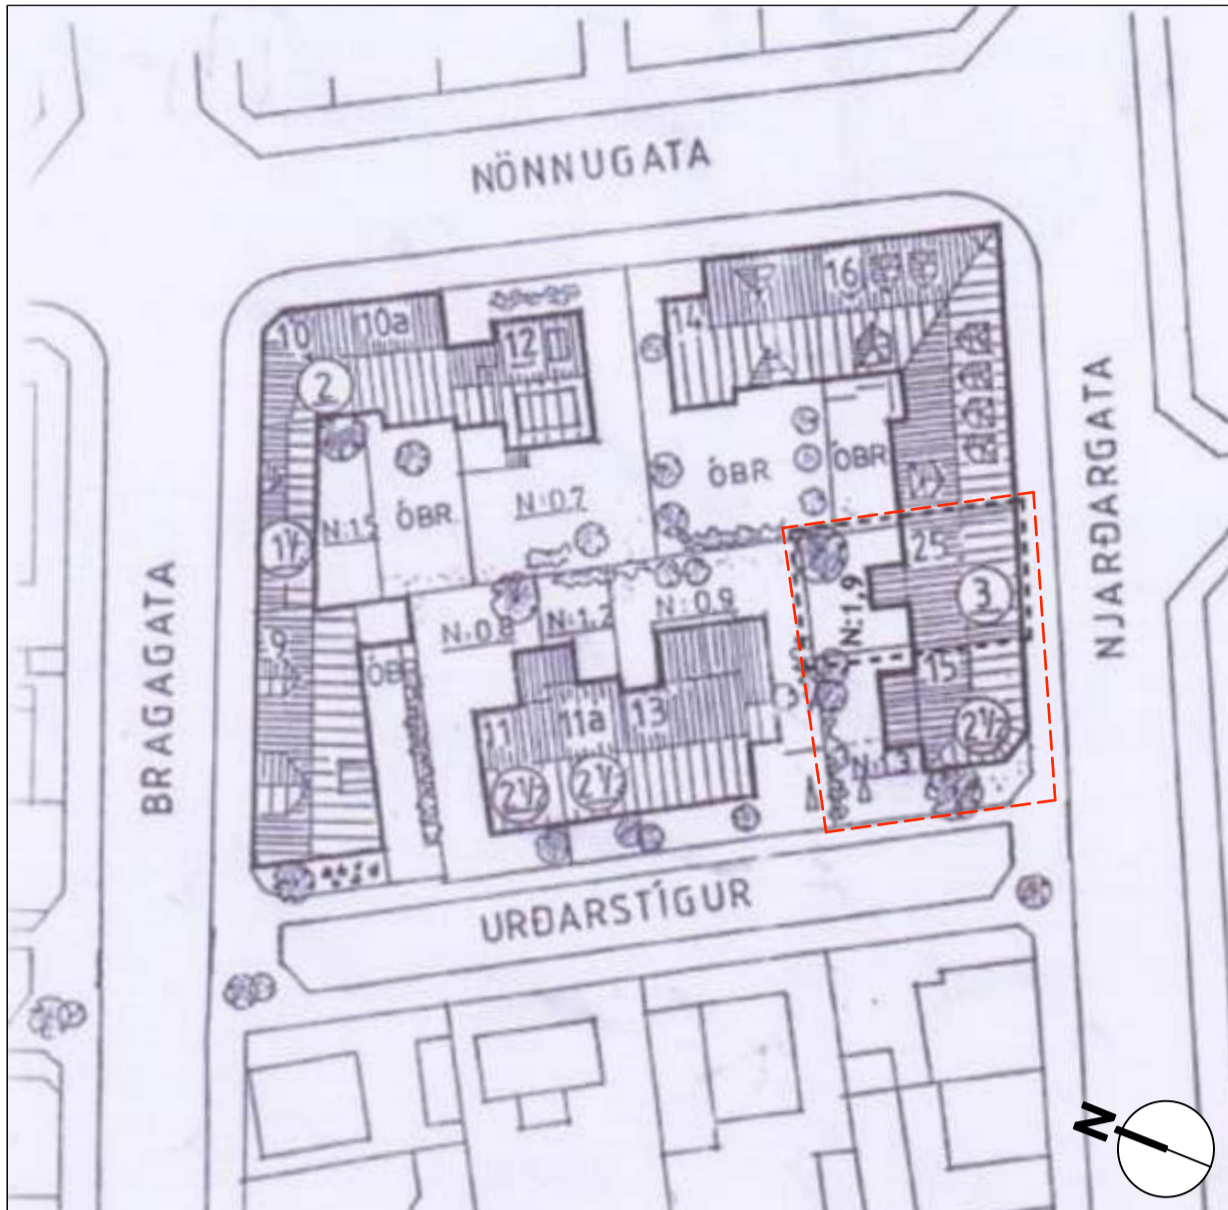 NÖNNUGATA
10
10a
12
14
16
2
1½
N:1.5
ÓBR.
N:0.7
ÓBR
ÓBR
NJARÐARGATA
BRAGAGATA
25
3
N:1,9
9
ÓBR
N:0.8
N:1.2
N:0.9
15
2½
N:1.3
11
11a
13
2½
2½
URÐARSTÍGUR
N